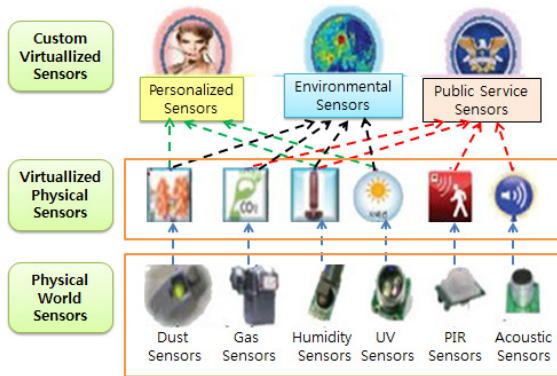 Custom
Virtuallized
Sensors
Personalized
Sensors
Environmental
Sensors
Public Service
Sensors
Virtuallized
Physical
Sensors
CO₂
Physical
World
Sensors
Dust
Sensors
Gas
Sensors
Humidity
Sensors
UV
Sensors
PIR
Sensors
Acoustic
Sensors